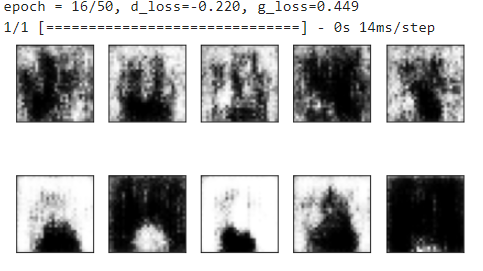 epoch = 16/50, d_loss=-0.220, g_loss=0.449
1/1 [==============================] - 0s 14ms/step